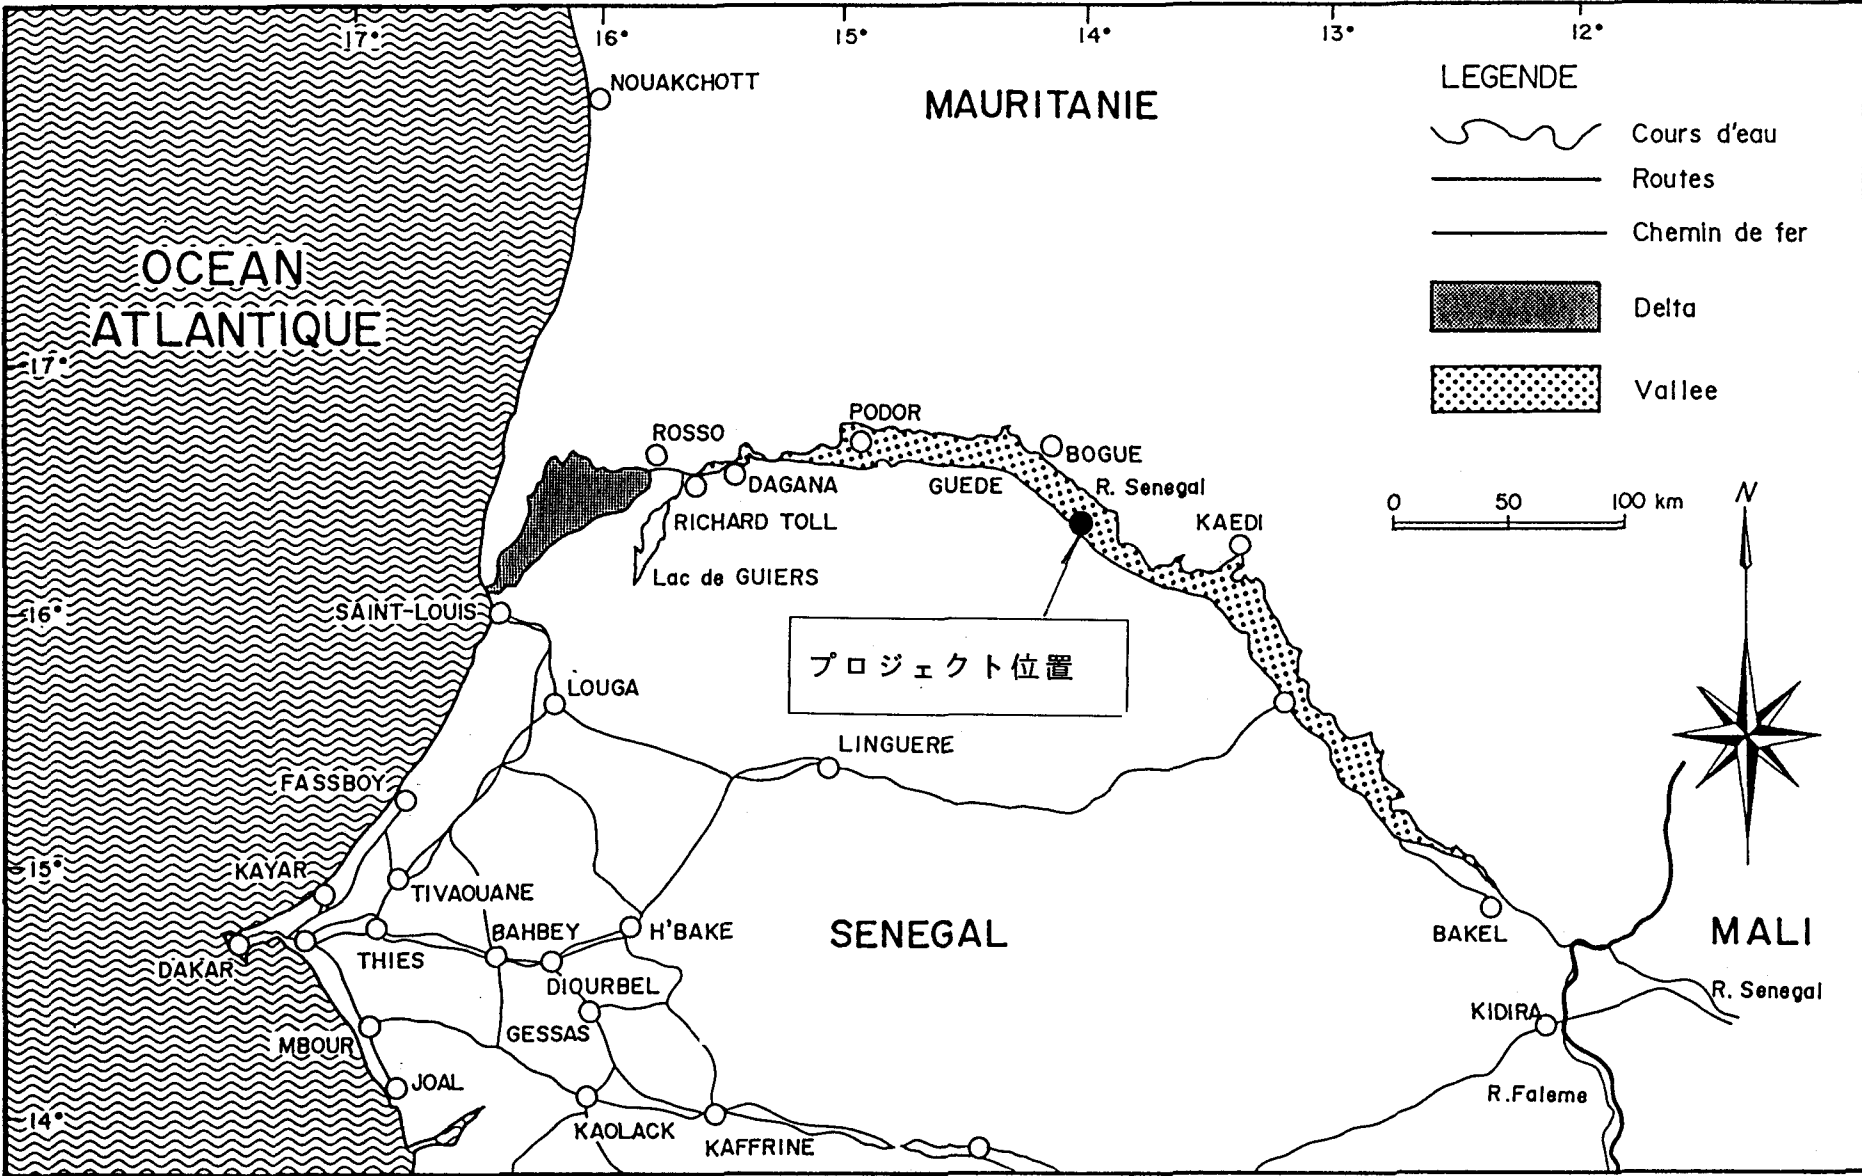 17° 16° 15° 14° 13° 12°
NOUAKCHOTT
MAURITANIE
LEGENDE
Cours d'eau
Routes
Chemin de fer
Delta
Vallee
OCEAN
ATLANTIQUE
17°
PODOR
ROSSO
BOGUE
DAGANA
GUEDE
R. Senegal
RICHARD TOLL
KAEDI
0 50 100 km
N
Lac de GUIERS
16°
SAINT-LOUIS
プロジェクト位置
LOUGA
LINGUERE
FASSBOY
15°
KAYAR
TIVAOUANE
BAHBEY
H'BAKE
SENEGAL
BAKEL
MALI
DAKAR
THIES
DIOURBEL
R. Senegal
KIDIRA
GESSAS
MBOUR
JOAL
R.Faleme
14°
KAOLACK
KAFFRINE